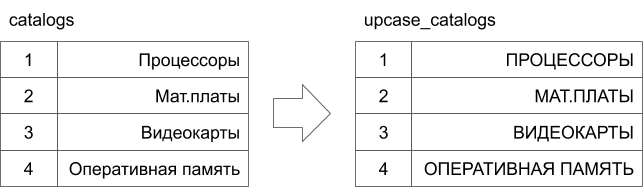 catalogs
1 Процессоры
2 Мат.платы
3 Видеокарты
4 Оперативная память
upcase_catalogs
1 ПРОЦЕССОРЫ
2 МАТ.ПЛАТЫ
3 ВИДЕОКАРТЫ
4 ОПЕРАТИВНАЯ ПАМЯТЬ